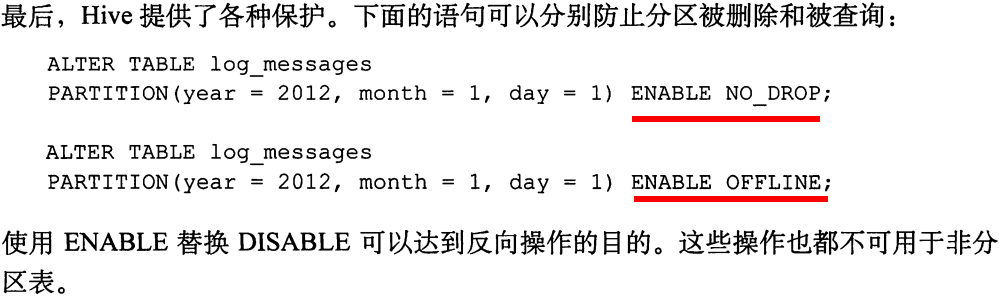 最后，Hive 提供了各种保护。下面的语句可以分别防止分区被删除和被查询：
ALTER TABLE log_messages
PARTITION(year = 2012, month = 1, day = 1) ENABLE NO_DROP;
ALTER TABLE log_messages
PARTITION(year = 2012, month = 1, day = 1) ENABLE OFFLINE;
使用 ENABLE 替换 DISABLE 可以达到反向操作的目的。这些操作也都不可用于非分
区表。